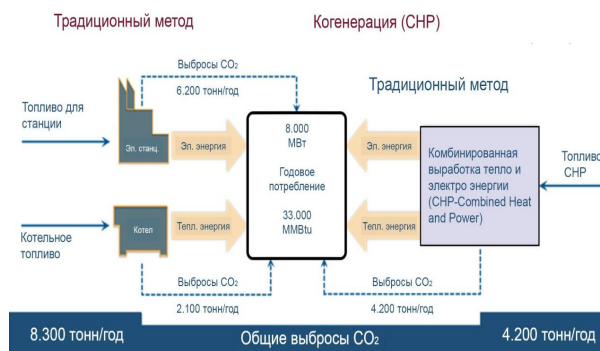 Традиционный метод
Когенерация (CHP)
Выбросы CO₂
6.200 тонн/год
Традиционный метод
Топливо для
станции
Эл. станц.
Эл. энергия
8.000
МВт
Годовое
потребление
33.000
MMBtu
Эл. энергия
Комбинированная
выработка тепло и
электро энергии
(CHP-Combined Heat
and Power)
Топливо
CHP
Котельное
топливо
Котел
Тепл. энергия
Тепл. энергия
Выбросы CO₂
2.100 тонн/год
Выбросы CO₂
4.200 тонн/год
8.300 тонн/год
Общие выбросы CO₂
4.200 тонн/год